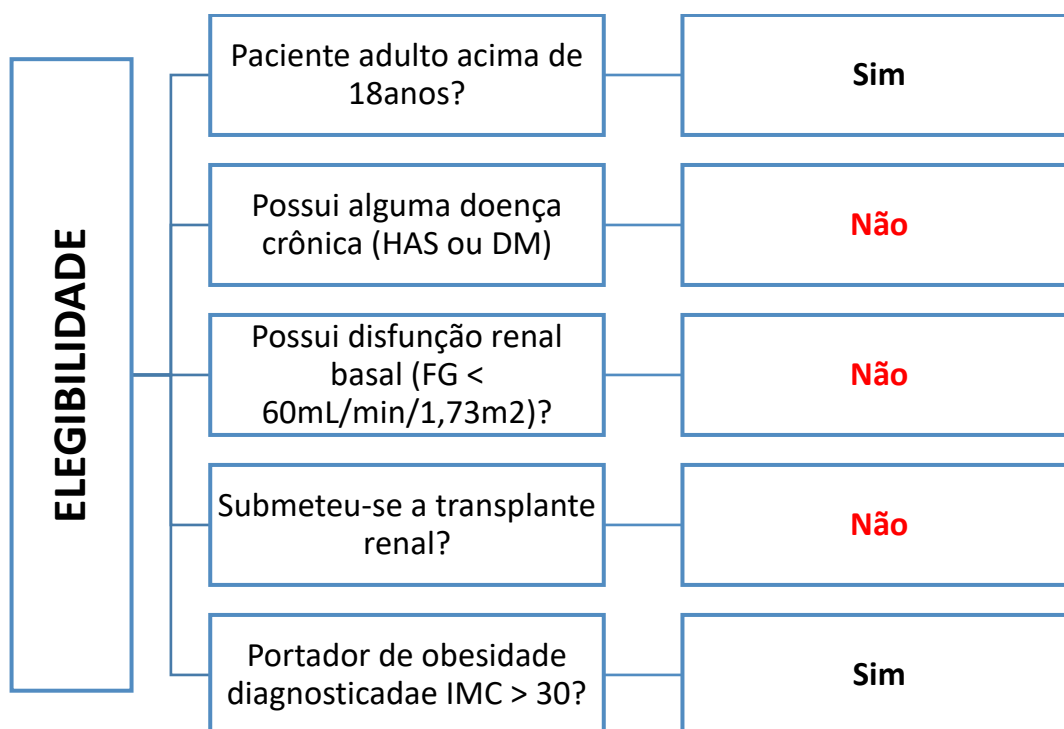 ELEGIBILIDADE
Paciente adulto acima de
18anos?
Sim
Possui alguma doença
crônica (HAS ou DM)
Não
Possui disfunção renal
basal (FG <
60mL/min/1,73m2)?
Não
Submeteu-se a transplante
renal?
Não
Portador de obesidade
diagnosticadae IMC > 30?
Sim